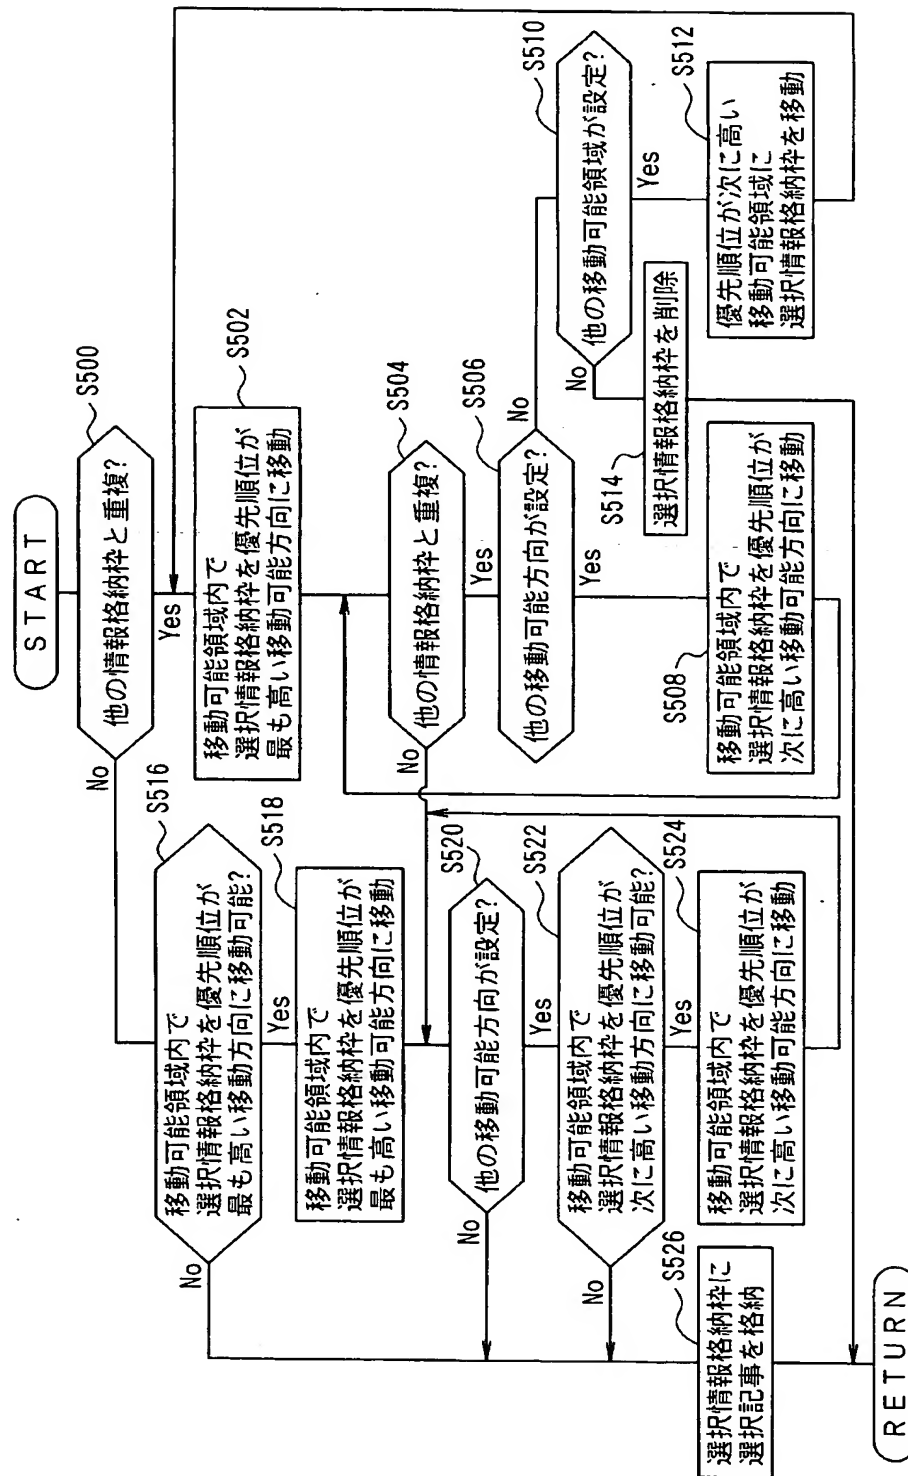 START
S500
他の情報格納枠と重複?
Yes
No
S502
移動可能領域内で
選択情報格納枠を優先順位が
最も高い移動可能方向に移動
S504
他の情報格納枠と重複?
Yes
No
S506
他の移動可能方向が設定?
Yes
No
S508
移動可能領域内で
選択情報格納枠を優先順位が
次に高い移動可能方向に移動
S510
他の移動可能領域が設定?
Yes
No
S512
優先順位が次に高い
移動可能領域に
選択情報格納枠を移動
S514
選択情報格納枠を削除
S516
移動可能領域内で
選択情報格納枠を優先順位が
最も高い移動方向に移動可能?
Yes
No
S518
移動可能領域内で
選択情報格納枠を優先順位が
最も高い移動可能方向に移動
S520
他の移動可能方向が設定?
Yes
No
S522
移動可能領域内で
選択情報格納枠を優先順位が
次に高い移動方向に移動可能?
Yes
No
S524
移動可能領域内で
選択情報格納枠を優先順位が
次に高い移動可能方向に移動
S526
選択情報格納枠に
選択記事を格納
RETURN